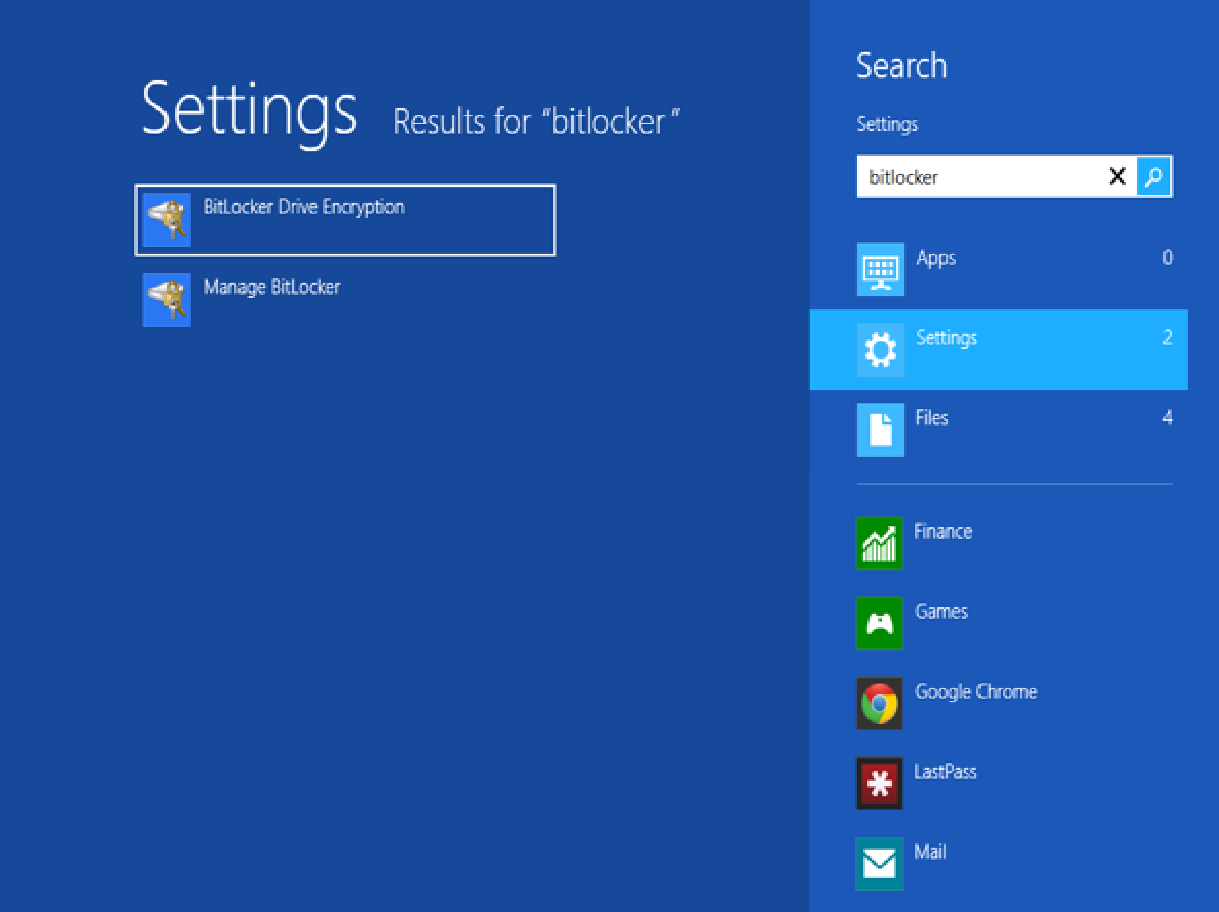 Settings Results for “bitlocker”
BitLocker Drive Encryption
Manage BitLocker
Search
Settings
bitlocker
Apps 0
Settings 2
Files 4
Finance
Games
Google Chrome
LastPass
Mail